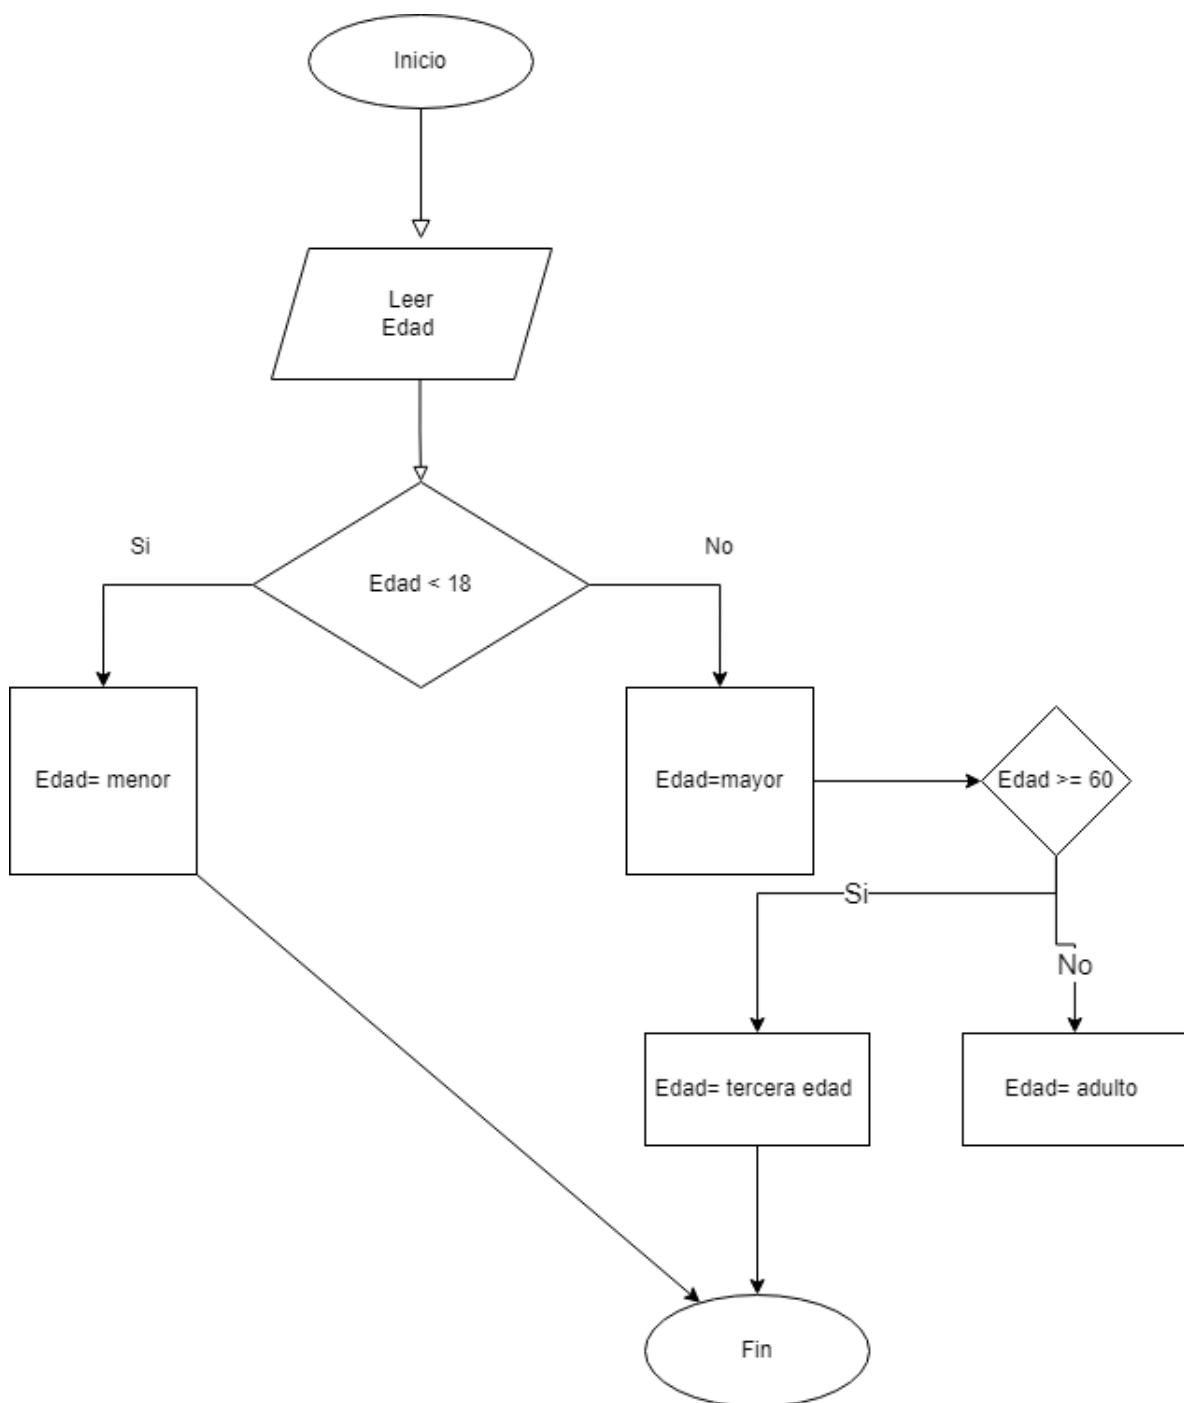 Inicio
Leer
Edad
Si
No
Edad < 18
Edad= menor
Edad=mayor
Edad >= 60
Si
No
Edad= tercera edad
Edad= adulto
Fin